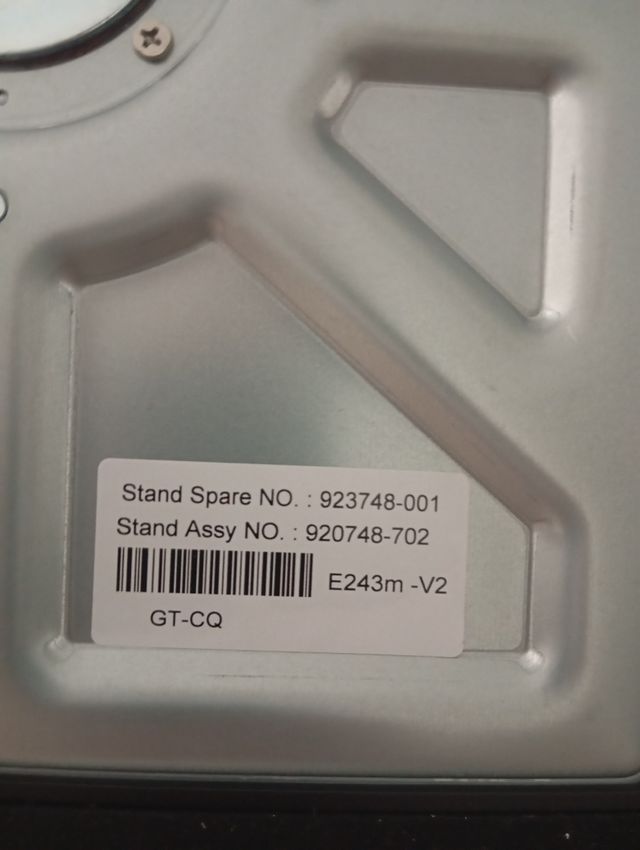 Stand Spare NO. : 923748-001
Stand Assy NO. : 920748-702
E243m -V2
GT-CQ